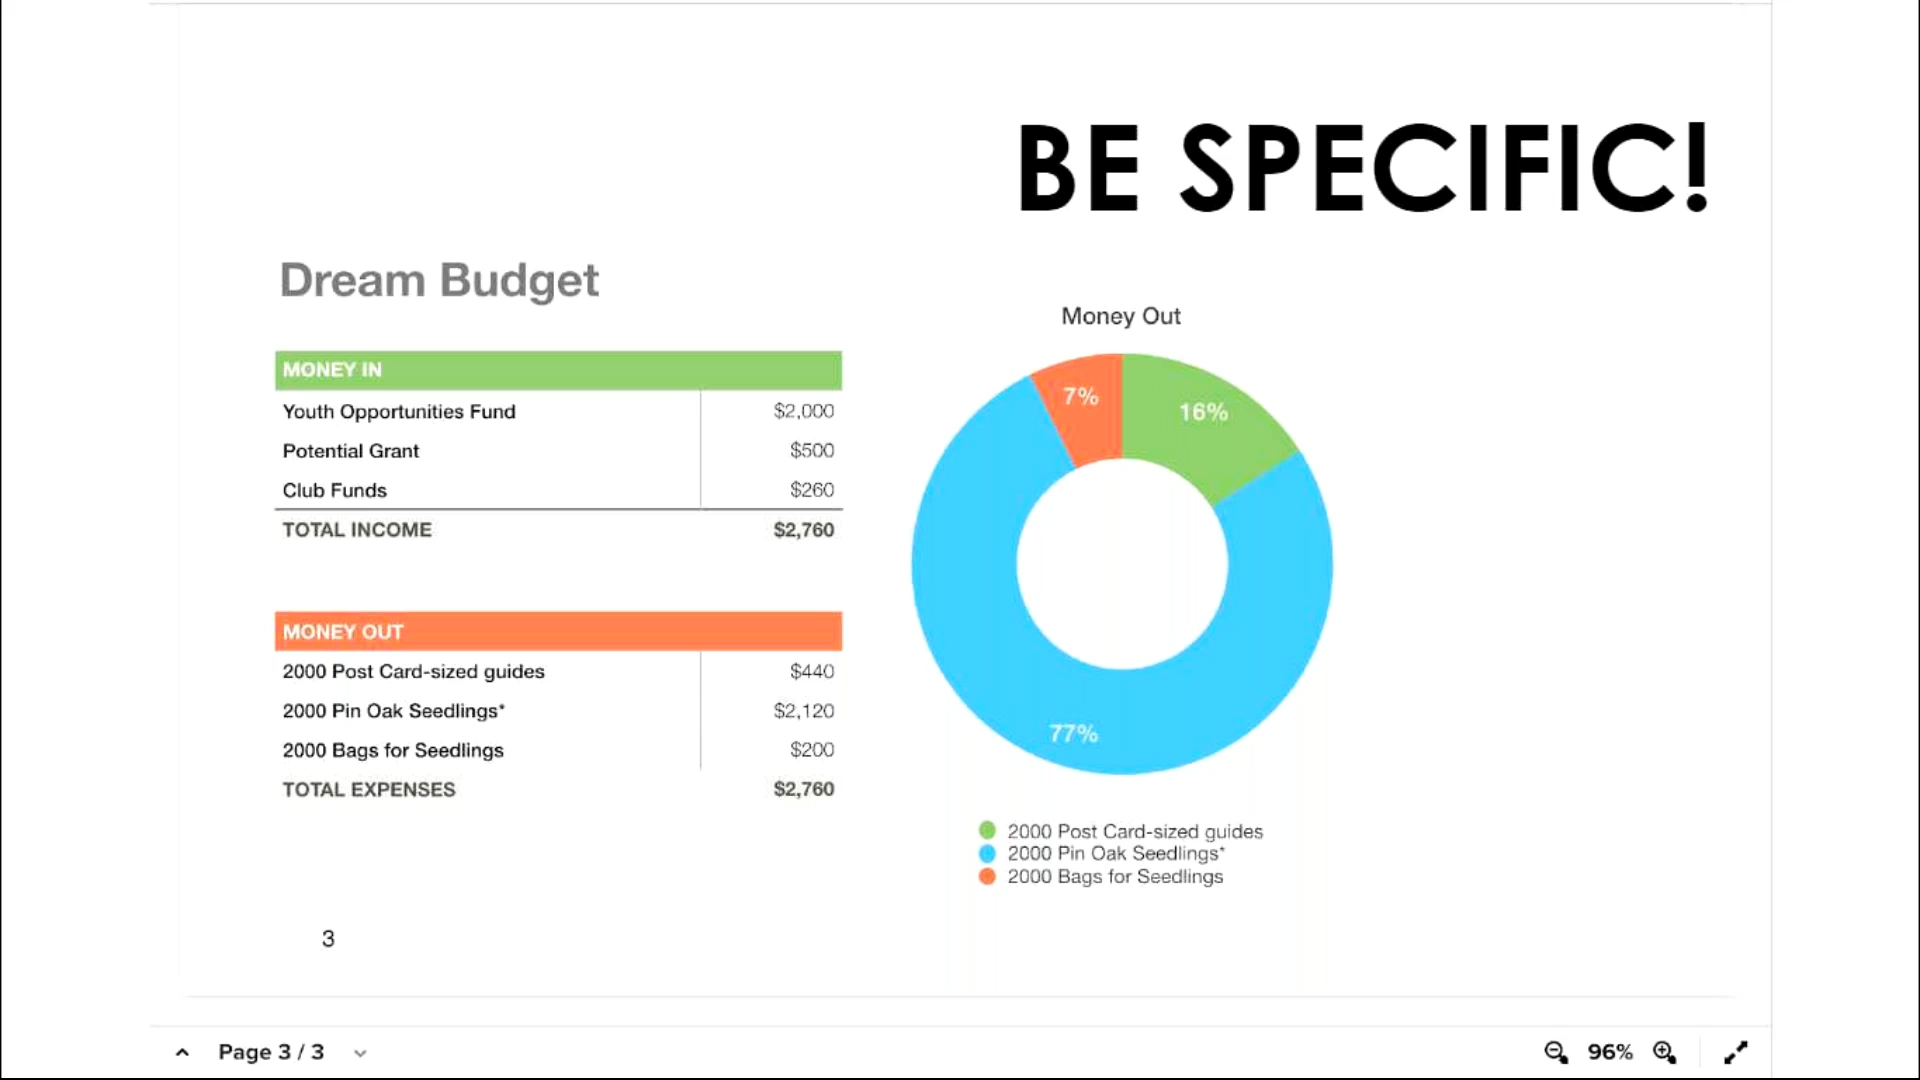 BE SPECIFIC!
Dream Budget
MONEY IN
Youth Opportunities Fund $2,000
Potential Grant $500
Club Funds $260
TOTAL INCOME $2,760
MONEY OUT
2000 Post Card-sized guides $440
2000 Pin Oak Seedlings* $2,120
2000 Bags for Seedlings $200
TOTAL EXPENSES $2,760
Money Out
7%
16%
77%
2000 Post Card-sized guides
2000 Pin Oak Seedlings*
2000 Bags for Seedlings
3
Page 3 / 3
96%